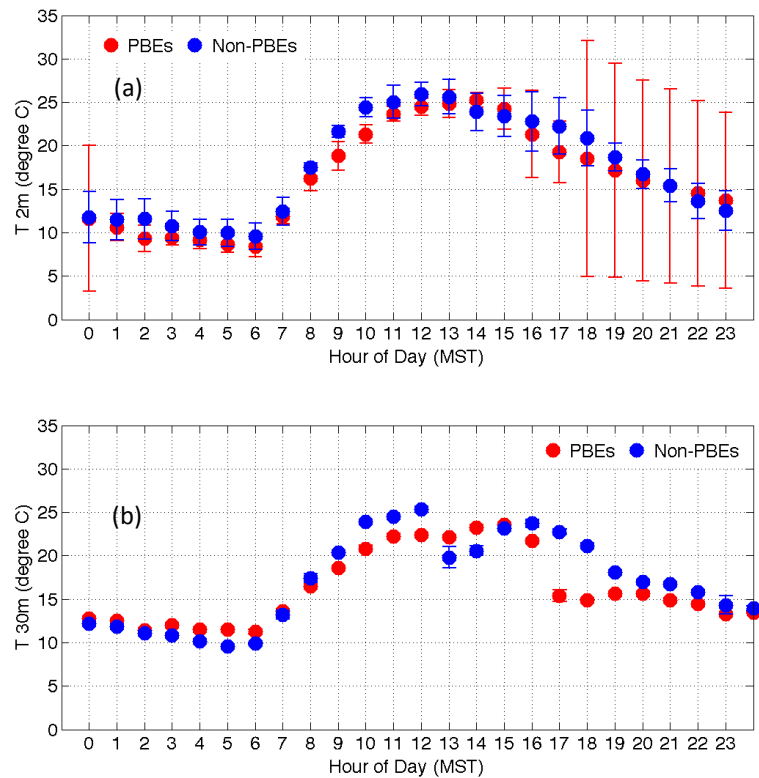 PBEs Non-PBEs
(a)
T 2m (degree C)
35
30
25
20
15
10
5
0
0 1 2 3 4 5 6 7 8 9 10 11 12 13 14 15 16 17 18 19 20 21 22 23
Hour of Day (MST)
PBEs Non-PBEs
(b)
T 30m (degree C)
35
30
25
20
15
10
5
0
0 1 2 3 4 5 6 7 8 9 10 11 12 13 14 15 16 17 18 19 20 21 22 23
Hour of Day (MST)